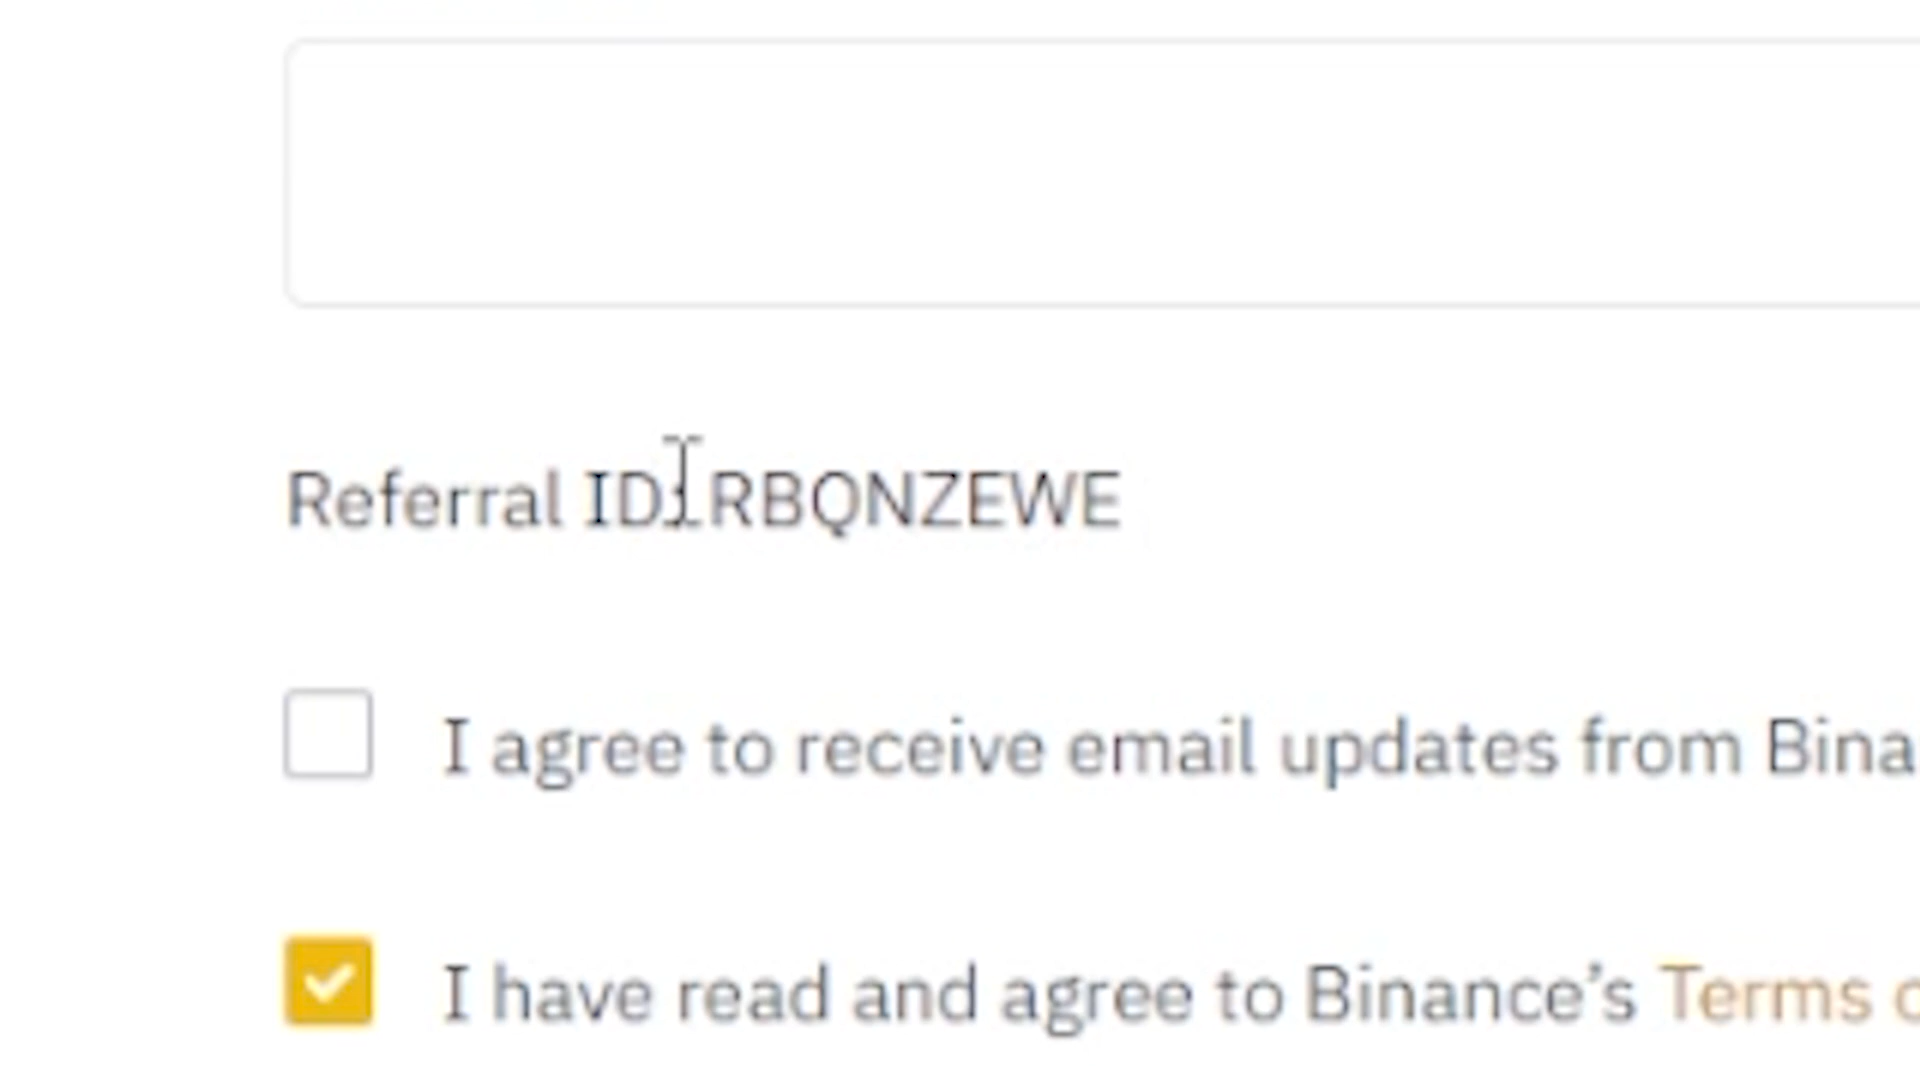 Referral ID: RBQNZEWE
I agree to receive email updates from Bina
I have read and agree to Binance’s Terms o